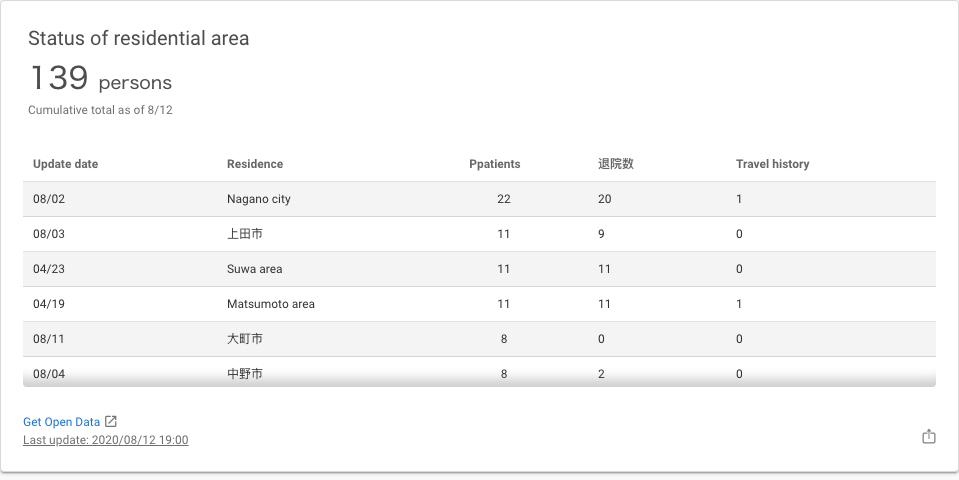 Status of residential area
139 persons
Cumulative total as of 8/12
Update date Residence Ppatients 退院数 Travel history
08/02 Nagano city 22 20 1
08/03 上田市 11 9 0
04/23 Suwa area 11 11 0
04/19 Matsumoto area 11 11 1
08/11 大町市 8 0 0
08/04 中野市 8 2 0
Get Open Data
Last update: 2020/08/12 19:00